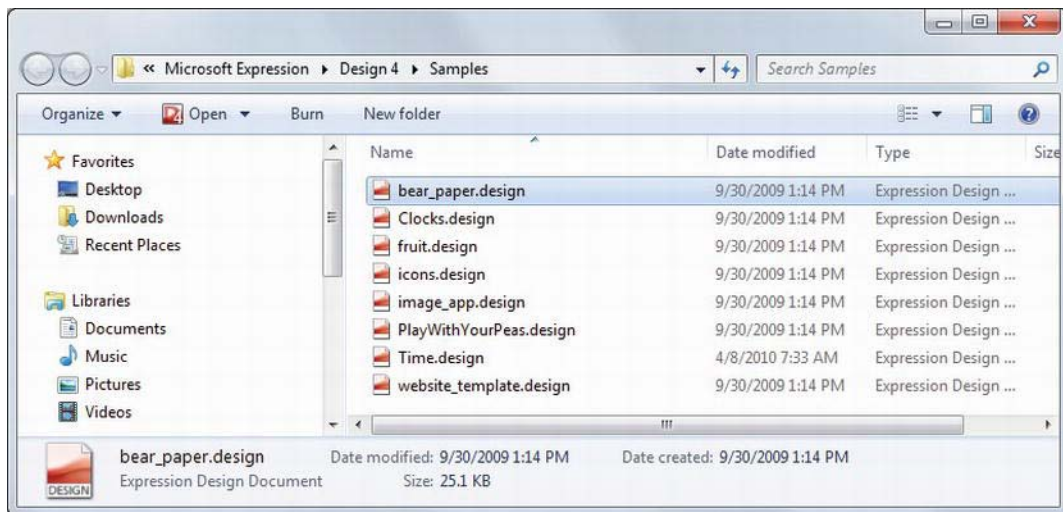 « Microsoft Expression Design 4 Samples Search Samples
Organize Open Burn New folder
Favorites
Desktop
Downloads
Recent Places
Libraries
Documents
Music
Pictures
Videos
Name Date modified Type Size
bear_paper.design 9/30/2009 1:14 PM Expression Design ...
Clocks.design 9/30/2009 1:14 PM Expression Design ...
fruit.design 9/30/2009 1:14 PM Expression Design ...
icons.design 9/30/2009 1:14 PM Expression Design ...
image_app.design 9/30/2009 1:14 PM Expression Design ...
PlayWithYourPeas.design 9/30/2009 1:14 PM Expression Design ...
Time.design 4/8/2010 7:33 AM Expression Design ...
website_template.design 9/30/2009 1:14 PM Expression Design ...
DESIGN
bear_paper.design Date modified: 9/30/2009 1:14 PM Date created: 9/30/2009 1:14 PM
Expression Design Document Size: 25.1 KB